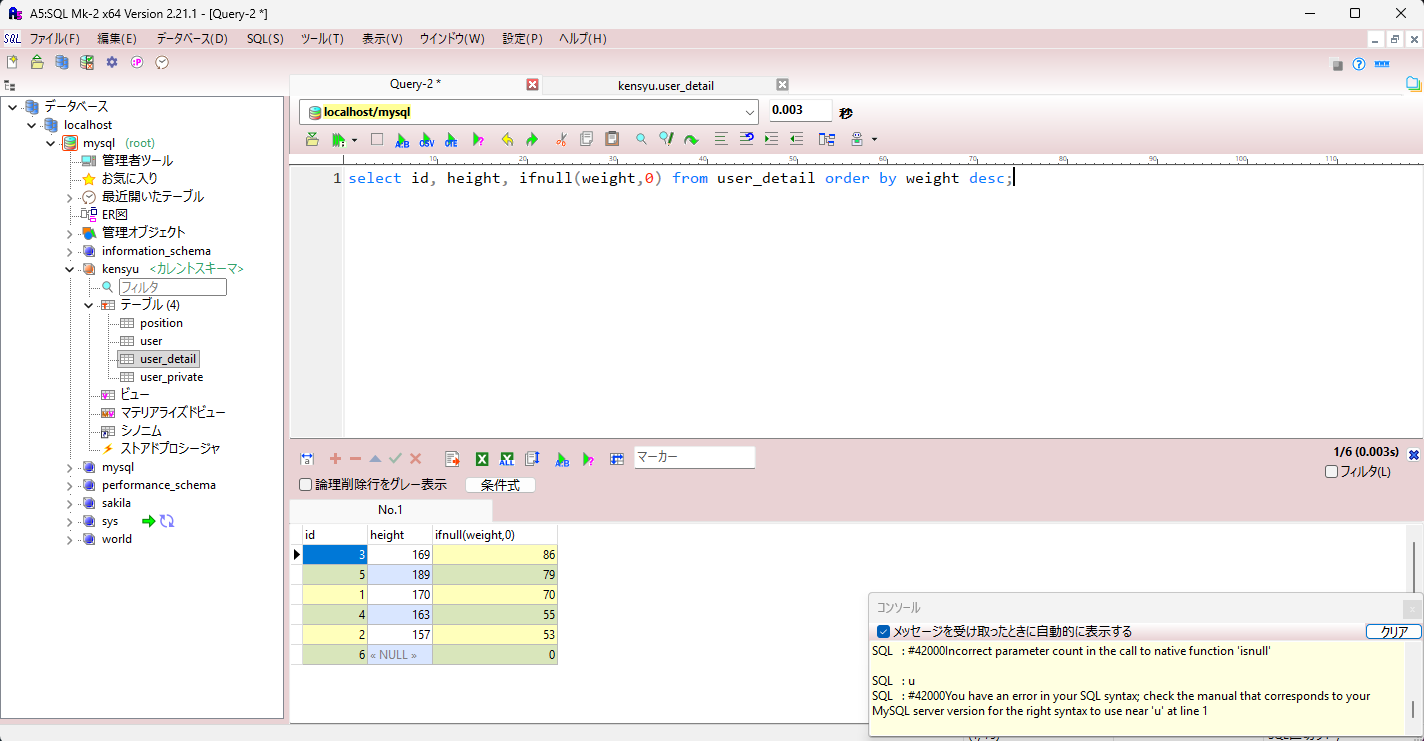 A5:SQL Mk-2 x64 Version 2.21.1 - [Query-2 *]
SQL ファイル(F) 編集(E) データベース(D) SQL(S) ツール(T) 表示(V) ウインドウ(W) 設定(P) ヘルプ(H)
データベース
localhost
mysql (root)
管理者ツール
お気に入り
最近開いたテーブル
ER図
管理オブジェクト
information_schema
kensyu <カレントスキーマ>
フィルタ
テーブル (4)
position
user
user_detail
user_private
ビュー
マテリアライズドビュー
シノニム
ストアドプロシージャ
mysql
performance_schema
sakila
sys
world
Query-2 *
kensyu.user_detail
localhost/mysql
0.003 秒
10 20 30 40 50 60 70 80 90 100 110
1 select id, height, ifnull(weight,0) from user_detail order by weight desc;
マーカー
1/6 (0.003s)
論理削除行をグレー表示 条件式
フィルタ(L)
No.1
id height ifnull(weight,0)
3 169 86
5 189 79
1 170 70
4 163 55
2 157 53
6 « NULL » 0
コンソール
メッセージを受け取ったときに自動的に表示する クリア
SQL : #42000Incorrect parameter count in the call to native function 'isnull'
SQL : u
SQL : #42000You have an error in your SQL syntax; check the manual that corresponds to your
MySQL server version for the right syntax to use near 'u' at line 1